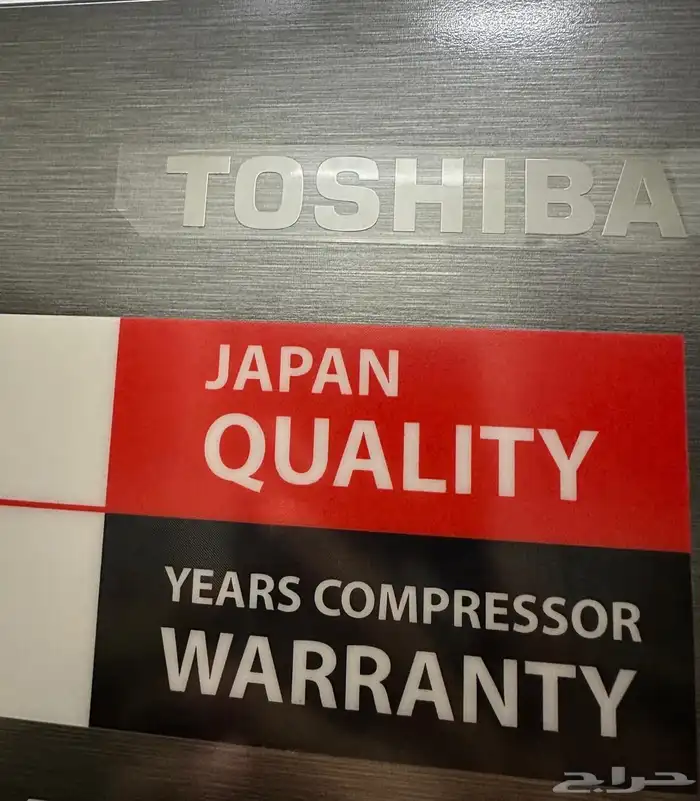 TOSHIBA
JAPAN
QUALITY
YEARS COMPRESSOR
WARRANTY
حراج